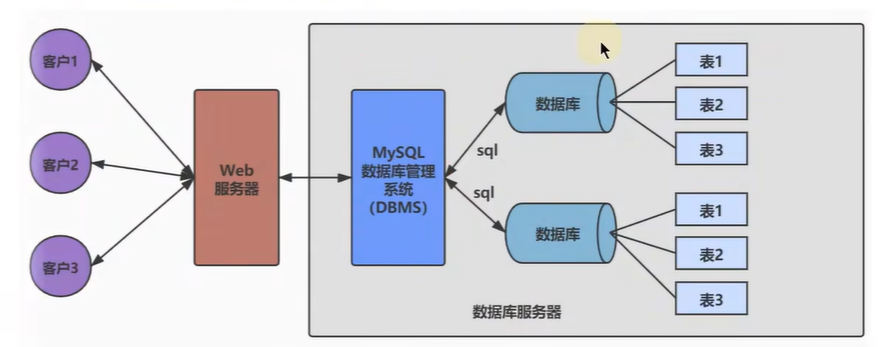 客户1
客户2
客户3
Web
服务器
MySQL
数据库管理
系统
（DBMS）
sql
sql
数据库
表1
表2
表3
数据库
表1
表2
表3
数据库服务器